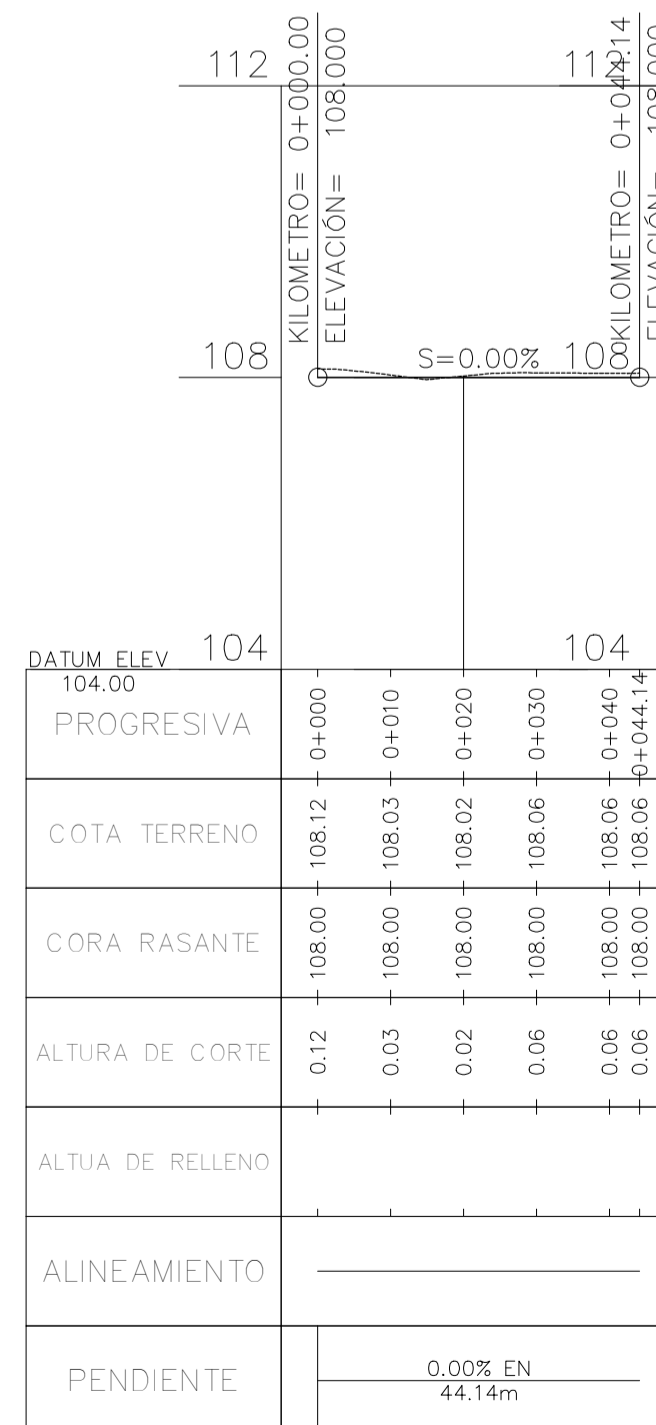 112
KILOMETRO= 0+000.00
ELEVACIÓN= 108.000
112
KILOMETRO= 0+044.14
ELEVACIÓN= 108.000
108
S=0.00%
108
DATUM ELEV
104.00
104
104
PROGRESIVA 0+000 0+010 0+020 0+030 0+040 0+044.14
COTA TERRENO 108.12 108.03 108.02 108.06 108.06 108.06
CORA RASANTE 108.00 108.00 108.00 108.00 108.00 108.00
ALTURA DE CORTE 0.12 0.03 0.02 0.06 0.06 0.06
ALTUA DE RELLENO
ALINEAMIENTO
PENDIENTE
0.00% EN
44.14m